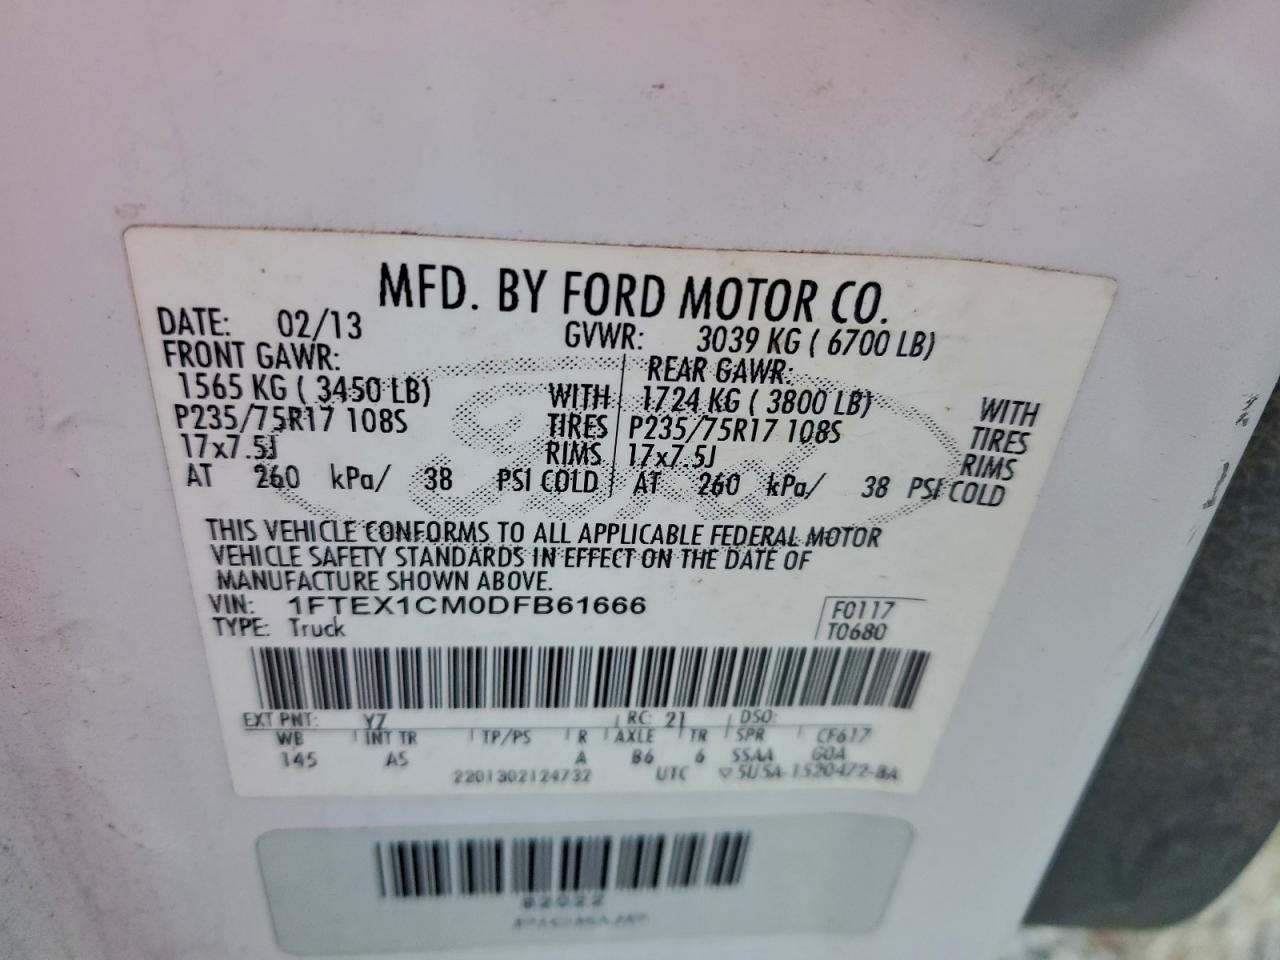 MFD. BY FORD MOTOR CO.
DATE: 02/13 GVWR: 3039 KG ( 6700 LB)
FRONT GAWR: REAR GAWR:
1565 KG ( 3450 LB) WITH 1724 KG ( 3800 LB) WITH
P235/75R17 108S TIRES P235/75R17 108S TIRES
17x7.5J RIMS 17x7.5J RIMS
AT 260 kPa/ 38 PSI COLD AT 260 kPa/ 38 PSI COLD
THIS VEHICLE CONFORMS TO ALL APPLICABLE FEDERAL MOTOR
VEHICLE SAFETY STANDARDS IN EFFECT ON THE DATE OF
MANUFACTURE SHOWN ABOVE.
VIN: 1FTEX1CM0DFB61666 F0117
TYPE: Truck T0680
EXT PNT: YZ RC: 21 DSO:
WB INT TR TP/PS R AXLE TR SPR CF617
145 AS A B6 6 SSAA GOA
2201302124732 UTC ▽5U5A-1520472-BA
82022